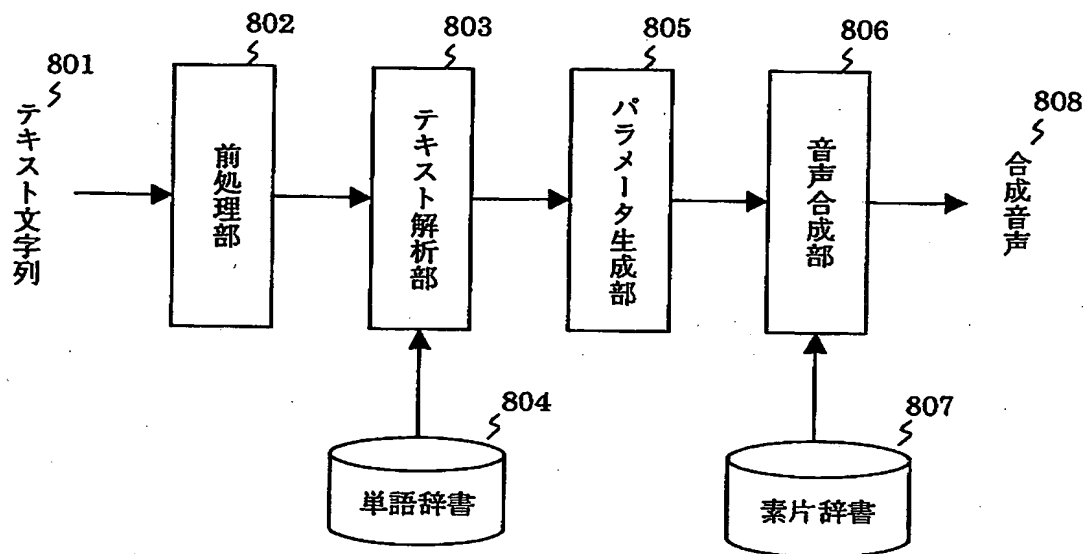 801
テキスト文字列
802
前処理部
803
テキスト解析部
805
パラメータ生成部
806
音声合成部
808
合成音声
804
単語辞書
807
素片辞書